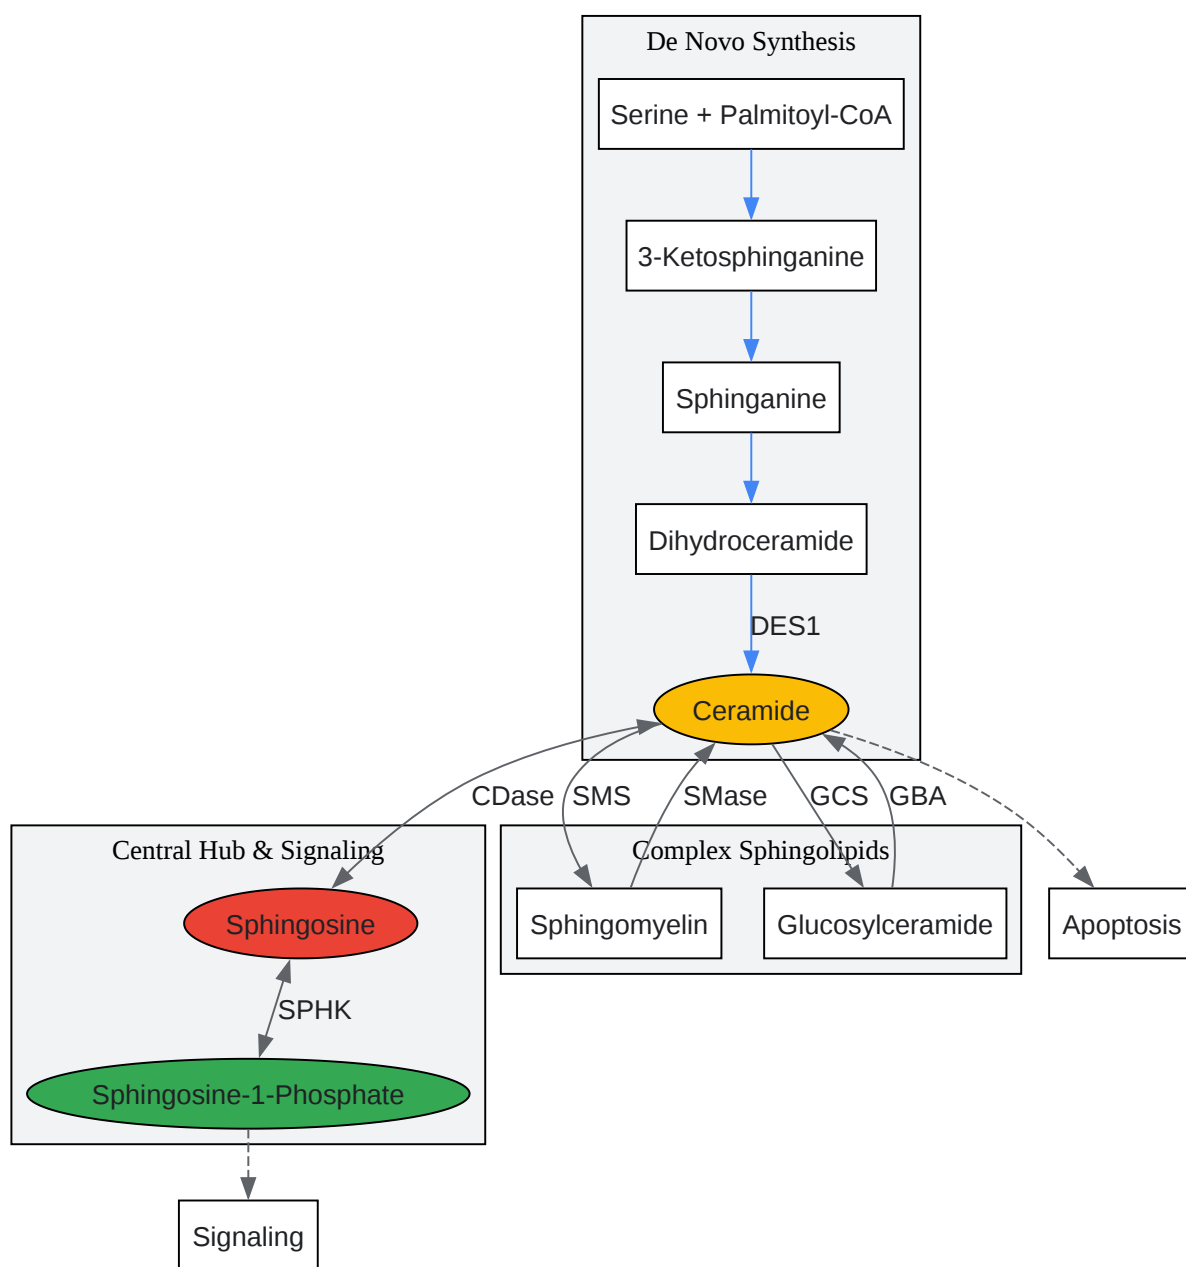 De Novo Synthesis
Serine + Palmitoyl-CoA
3-Ketosphinganine
Sphinganine
Dihydroceramide
DES1
Ceramide
CDase
SMS
SMase
GCS
GBA
Central Hub & Signaling
Complex Sphingolipids
Sphingosine
Sphingomyelin
Glucosylceramide
Apoptosis
SPHK
Sphingosine-1-Phosphate
Signaling